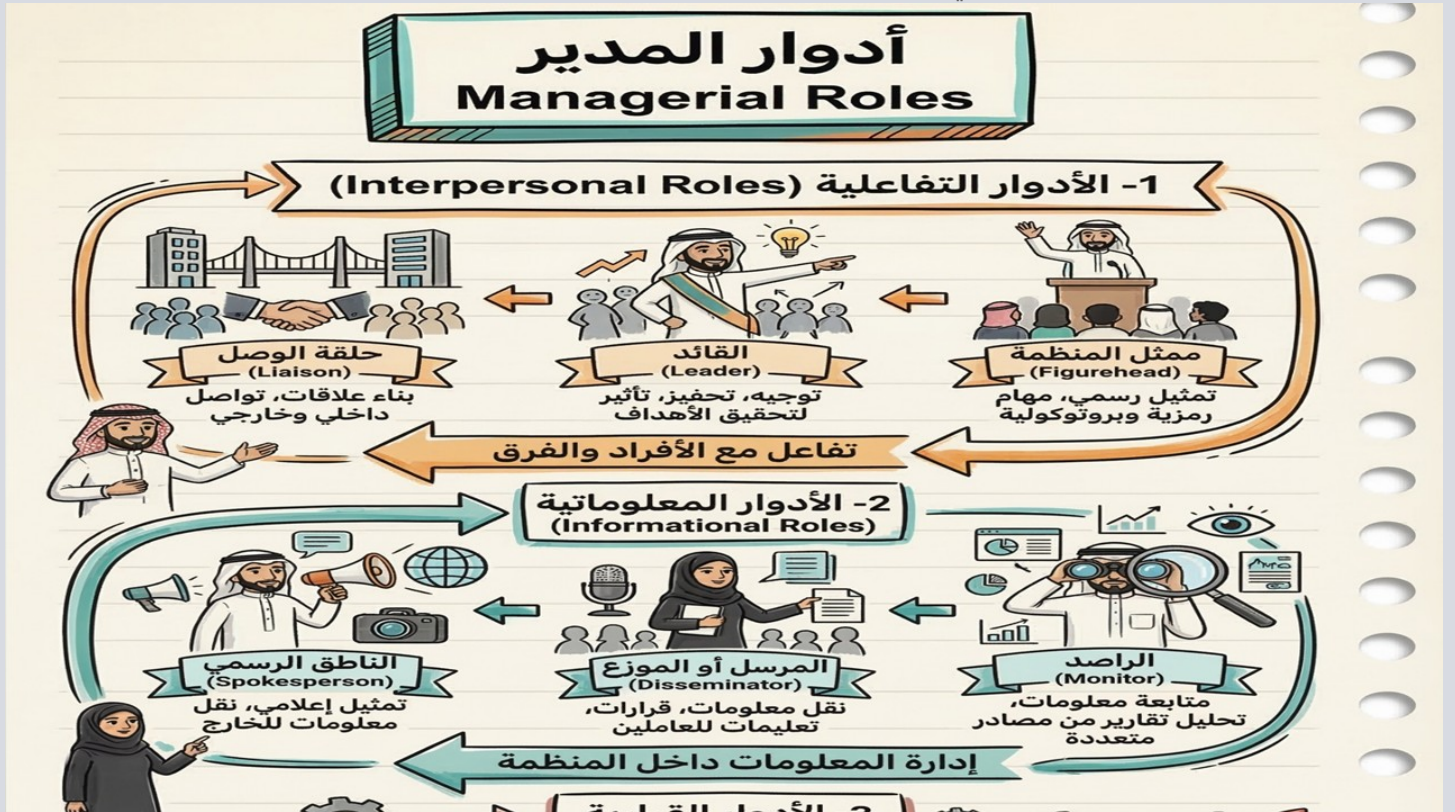 أدوار المدير
Managerial Roles
1- الأدوار التفاعلية (Interpersonal Roles)
ممثل المنظمة
(Figurehead)
تمثيل رسمي، مهام
رمزية وبروتوكولية
القائد
(Leader)
توجيه، تحفيز، تأثير
لتحقيق الأهداف
حلقة الوصل
(Liaison)
بناء علاقات، تواصل
داخلي وخارجي
تفاعل مع الأفراد والفرق
2- الأدوار المعلوماتية
(Informational Roles)
الراصد
(Monitor)
متابعة معلومات،
تحليل تقارير من مصادر
متعددة
المرسل أو الموزع
(Disseminator)
نقل معلومات، قرارات،
تعليمات للعاملين
الناطق الرسمي
(Spokesperson)
تمثيل إعلامي، نقل
معلومات للخارج
إدارة المعلومات داخل المنظمة